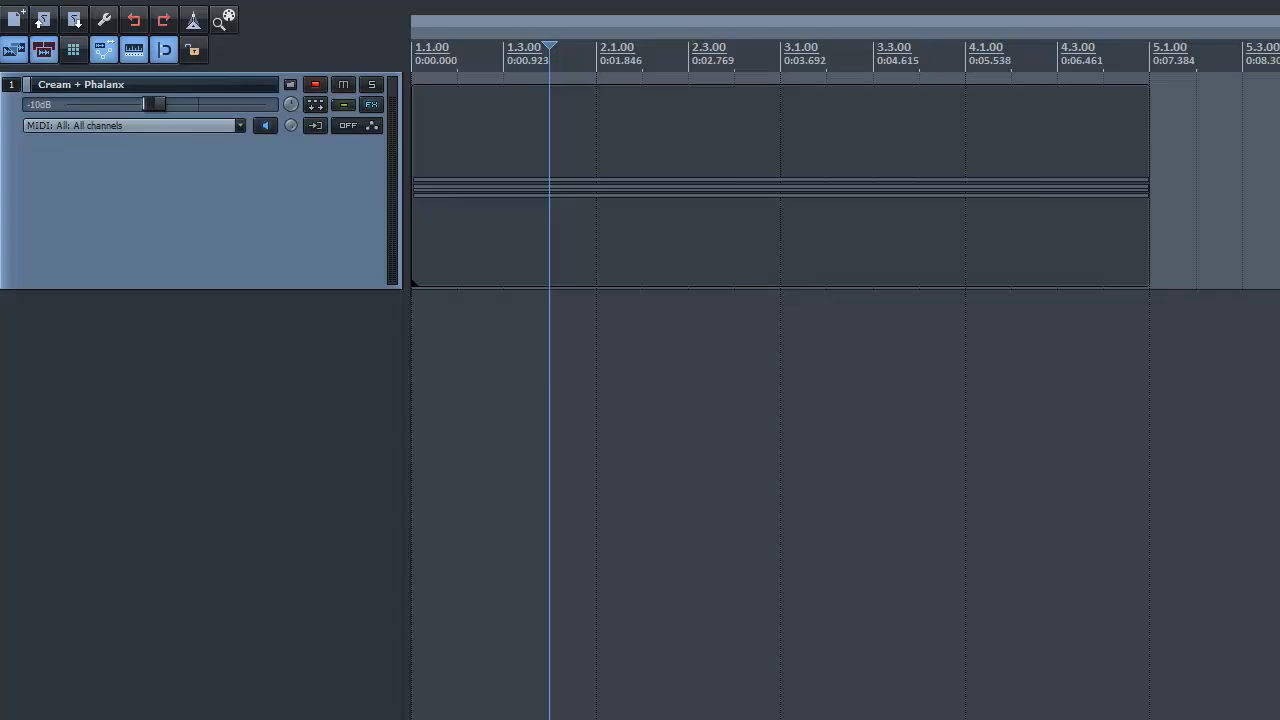 1.1.00 1.3.00 2.1.00 2.3.00 3.1.00 3.3.00 4.1.00 4.3.00 5.1.00 5.3.00
0:00.000 0:00.923 0:01.846 0:02.769 0:03.692 0:04.615 0:05.538 0:06.461 0:07.384 0:08.30
1 Cream + Phalanx M S
-10dB FX
MIDI: All: All channels OFF